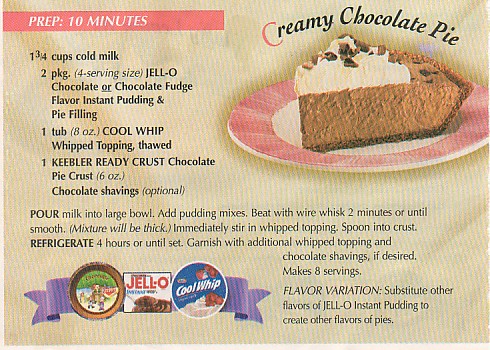 PREP: 10 MINUTES
Creamy Chocolate Pie
1 3/4 cups cold milk
2 pkg. (4-serving size) JELL-O
Chocolate or Chocolate Fudge
Flavor Instant Pudding &
Pie Filling
1 tub (8 oz.) COOL WHIP
Whipped Topping, thawed
1 KEEBLER READY CRUST Chocolate
Pie Crust (6 oz.)
Chocolate shavings (optional)
POUR milk into large bowl. Add pudding mixes. Beat with wire whisk 2 minutes or until
smooth. (Mixture will be thick.) Immediately stir in whipped topping. Spoon into crust.
REFRIGERATE 4 hours or until set. Garnish with additional whipped topping and
chocolate shavings, if desired.
Makes 8 servings.
JELL-O
INSTANT
Cool Whip
FLAVOR VARIATION: Substitute other
flavors of JELL-O Instant Pudding to
create other flavors of pies.